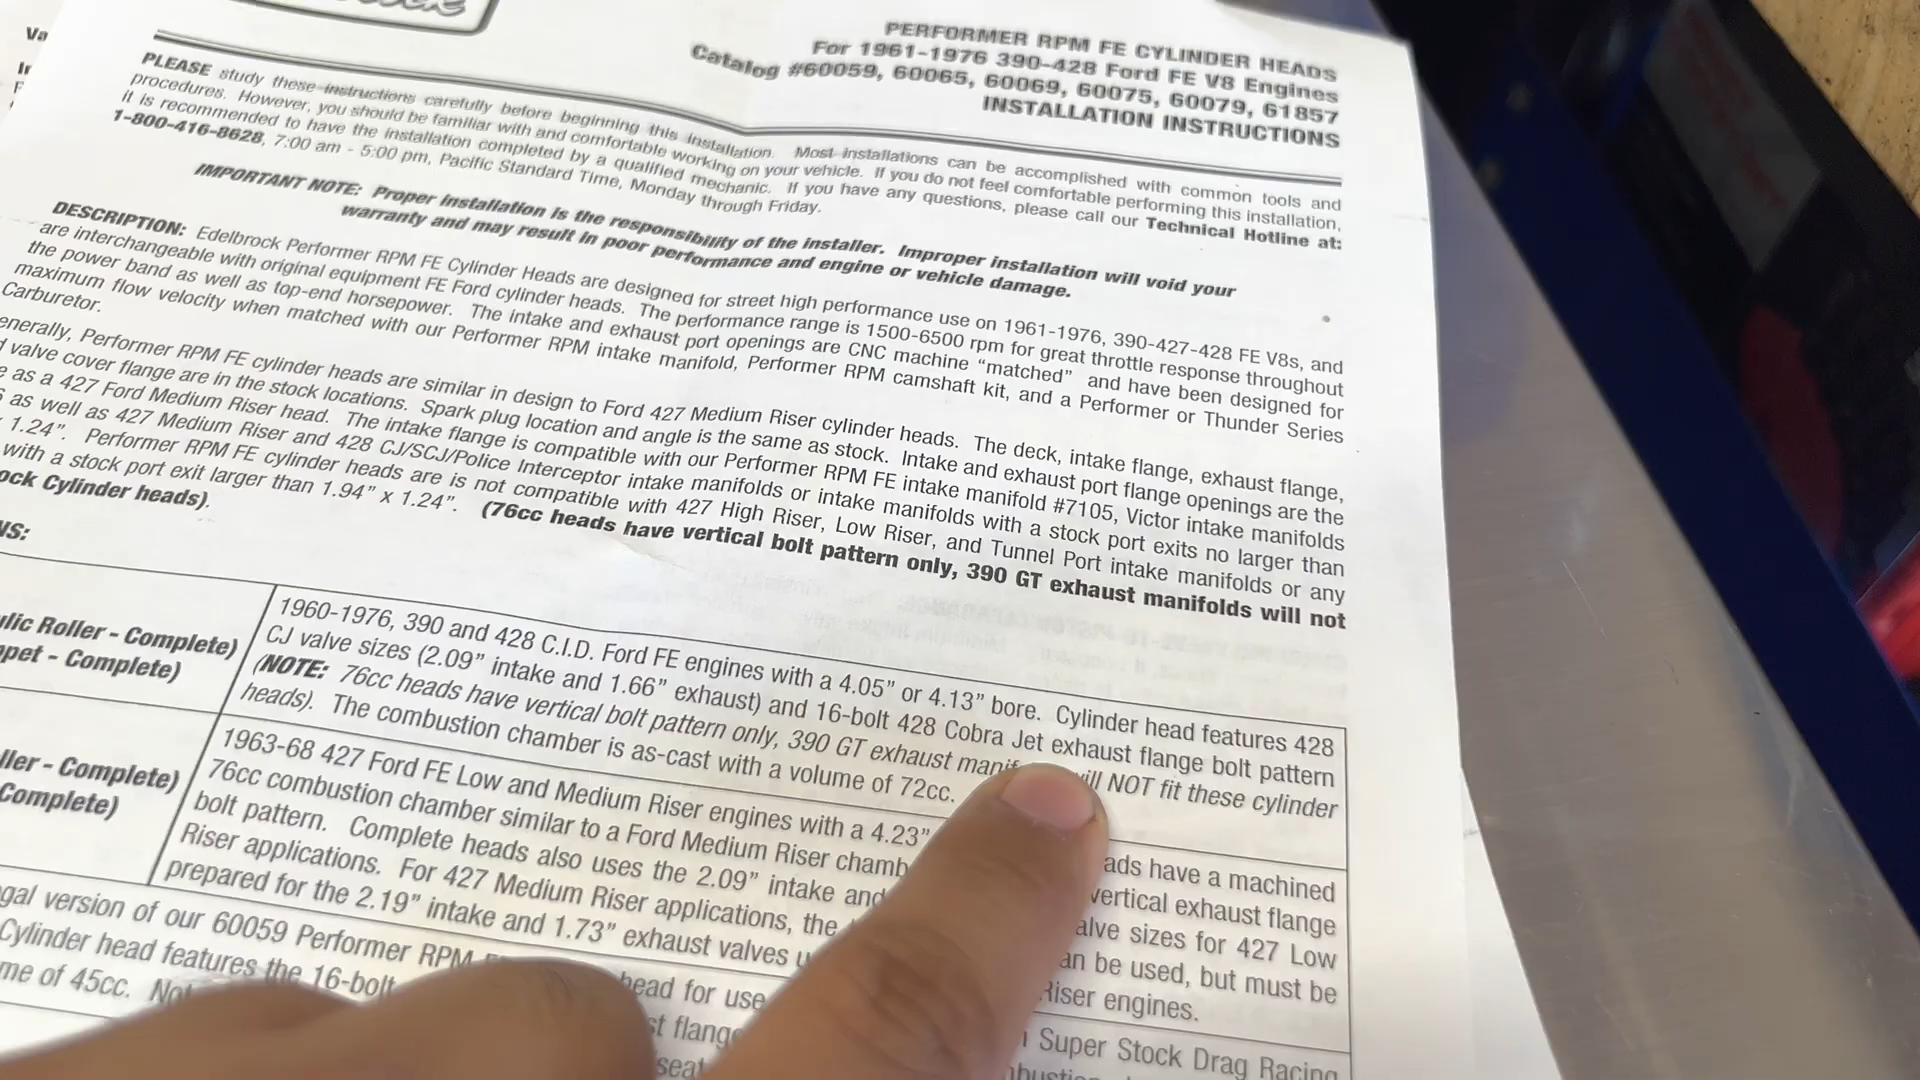 Va
PERFORMER RPM FE CYLINDER HEADS
For 1961-1976 390-428 Ford FE V8 Engines
Catalog #60059, 60065, 60069, 60075, 60079, 61857
INSTALLATION INSTRUCTIONS
PLEASE study these instructions carefully before beginning this installation. Most installations can be accomplished with common tools and
procedures. However, you should be familiar with and comfortable working on your vehicle. If you do not feel comfortable performing this installation,
it is recommended to have the installation completed by a qualified mechanic. If you have any questions, please call our Technical Hotline at:
1-800-416-8628, 7:00 am - 5:00 pm, Pacific Standard Time, Monday through Friday.
IMPORTANT NOTE: Proper installation is the responsibility of the installer. Improper installation will void your
warranty and may result in poor performance and engine or vehicle damage.
DESCRIPTION: Edelbrock Performer RPM FE Cylinder Heads are designed for street high performance use on 1961-1976, 390-427-428 FE V8s, and
are interchangeable with original equipment FE Ford cylinder heads. The performance range is 1500-6500 rpm for great throttle response throughout
the power band as well as top-end horsepower. The intake and exhaust port openings are CNC machine “matched” and have been designed for
maximum flow velocity when matched with our Performer RPM intake manifold, Performer RPM camshaft kit, and a Performer or Thunder Series
Carburetor.
enerally, Performer RPM FE cylinder heads are similar in design to Ford 427 Medium Riser cylinder heads. The deck, intake flange, exhaust flange,
d valve cover flange are in the stock locations. Spark plug location and angle is the same as stock. Intake and exhaust port flange openings are the
e as a 427 Ford Medium Riser head. The intake flange is compatible with our Performer RPM FE intake manifold #7105, Victor intake manifolds
as well as 427 Medium Riser and 428 CJ/SCJ/Police Interceptor intake manifolds or intake manifolds with a stock port exits no larger than
1.24”. Performer RPM FE cylinder heads are is not compatible with 427 High Riser, Low Riser, and Tunnel Port intake manifolds or any
with a stock port exit larger than 1.94” x 1.24”. (76cc heads have vertical bolt pattern only, 390 GT exhaust manifolds will not
ock Cylinder heads).
NS:
ulic Roller - Complete)
ppet - Complete)
1960-1976, 390 and 428 C.I.D. Ford FE engines with a 4.05” or 4.13” bore. Cylinder head features 428
CJ valve sizes (2.09” intake and 1.66” exhaust) and 16-bolt 428 Cobra Jet exhaust flange bolt pattern
(NOTE: 76cc heads have vertical bolt pattern only, 390 GT exhaust manif ill NOT fit these cylinder
heads). The combustion chamber is as-cast with a volume of 72cc.
ller - Complete)
Complete)
1963-68 427 Ford FE Low and Medium Riser engines with a 4.23” ads have a machined
76cc combustion chamber similar to a Ford Medium Riser chamb vertical exhaust flange
bolt pattern. Complete heads also uses the 2.09” intake and alve sizes for 427 Low
Riser applications. For 427 Medium Riser applications, the an be used, but must be
prepared for the 2.19” intake and 1.73” exhaust valves Riser engines.
gal version of our 60059 Performer RPM head for use Super Stock Drag Racing
Cylinder head features the 16-bolt st flang
me of 45cc. seat